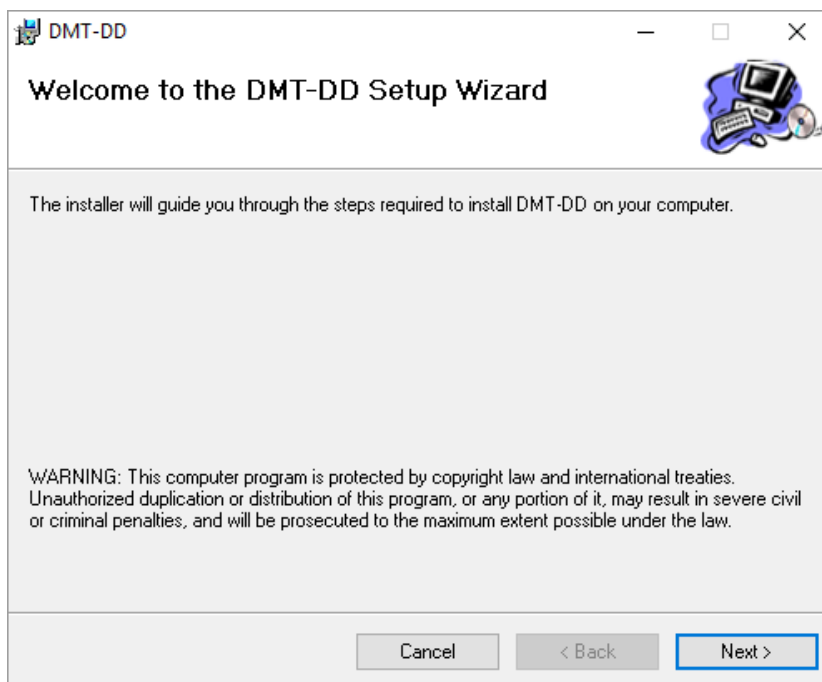 DMT-DD
Welcome to the DMT-DD Setup Wizard
The installer will guide you through the steps required to install DMT-DD on your computer.
WARNING: This computer program is protected by copyright law and international treaties.
Unauthorized duplication or distribution of this program, or any portion of it, may result in severe civil
or criminal penalties, and will be prosecuted to the maximum extent possible under the law.
Cancel < Back Next >